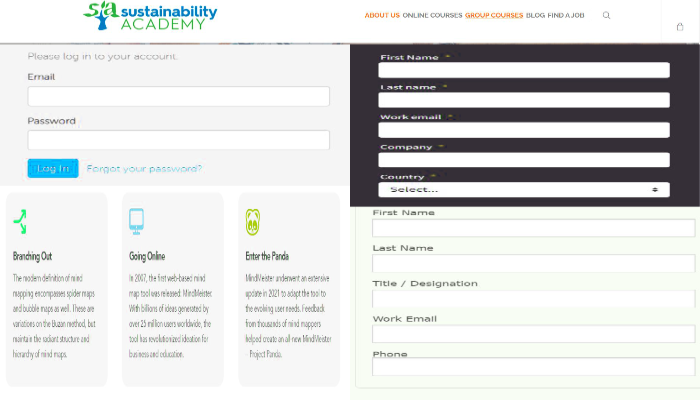 sa sustainability
ACADEMY
ABOUT US ONLINE COURSES GROUP COURSES BLOG FIND A JOB
Please log in to your account.
Email
Password
Log In Forgot your password?
First Name *
Last name *
Work email *
Company *
Country *
Select...
Branching Out
The modern definition of mind
mapping encompasses spider maps
and bubble maps as well. These are
variations on the Buzan method, but
maintain the radiant structure and
hierarchy of mind maps.
Going Online
In 2007, the first web-based mind
map tool was released: MindMeister.
With billions of ideas generated by
over 25 million users worldwide, the
tool has revolutionized ideation for
business and education.
Enter the Panda
MindMeister underwent an extensive
update in 2021 to adapt the tool to
the evolving user needs. Feedback
from thousands of mind mappers
helped create an all-new MindMeister
- Project Panda.
First Name
Last Name
Title / Designation
Work Email
Phone